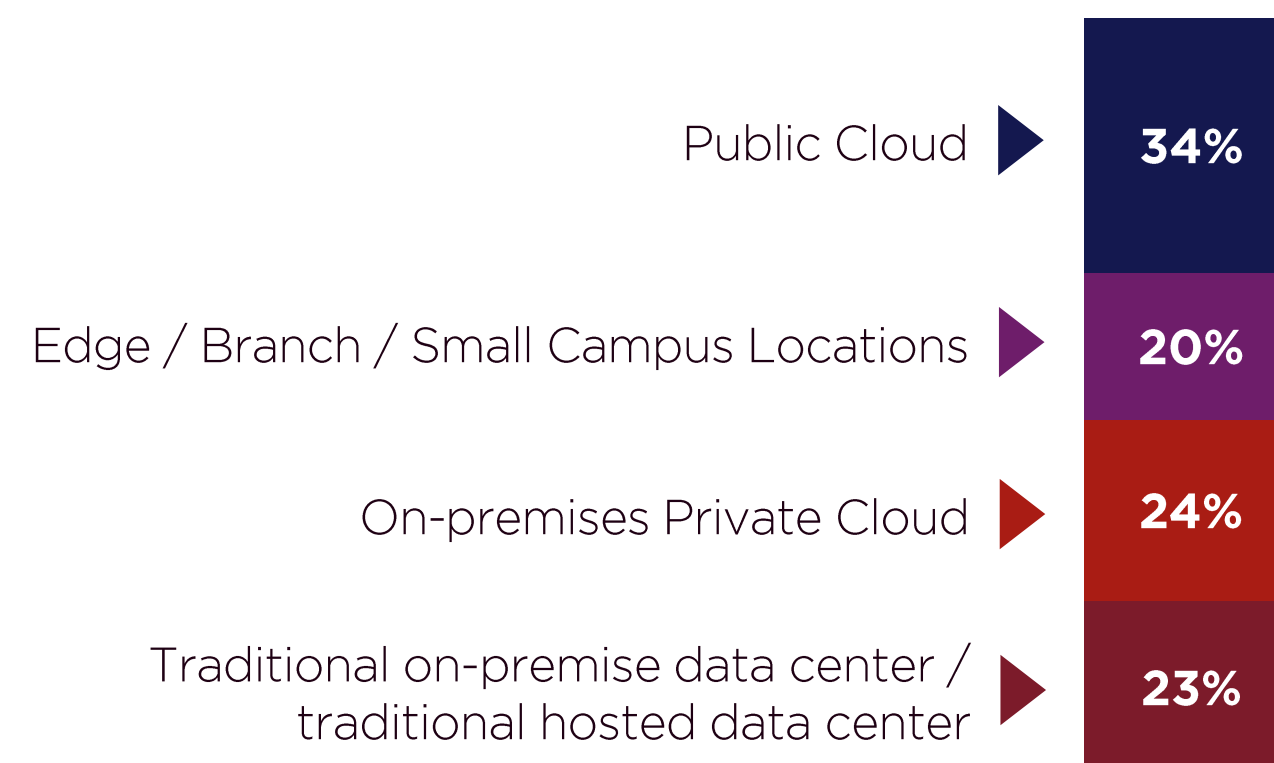 Public Cloud
34%
Edge / Branch / Small Campus Locations
20%
On-premises Private Cloud
24%
Traditional on-premise data center /
traditional hosted data center
23%